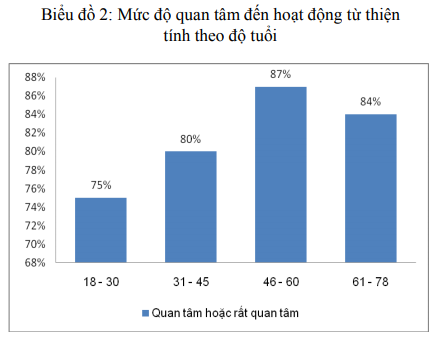 Biểu đồ 2: Mức độ quan tâm đến hoạt động từ thiện
tính theo độ tuổi
88%
86%
84%
82%
80%
78%
76%
74%
72%
70%
68%
75%
80%
87%
84%
18 - 30
31 - 45
46 - 60
61 - 78
Quan tâm hoặc rất quan tâm